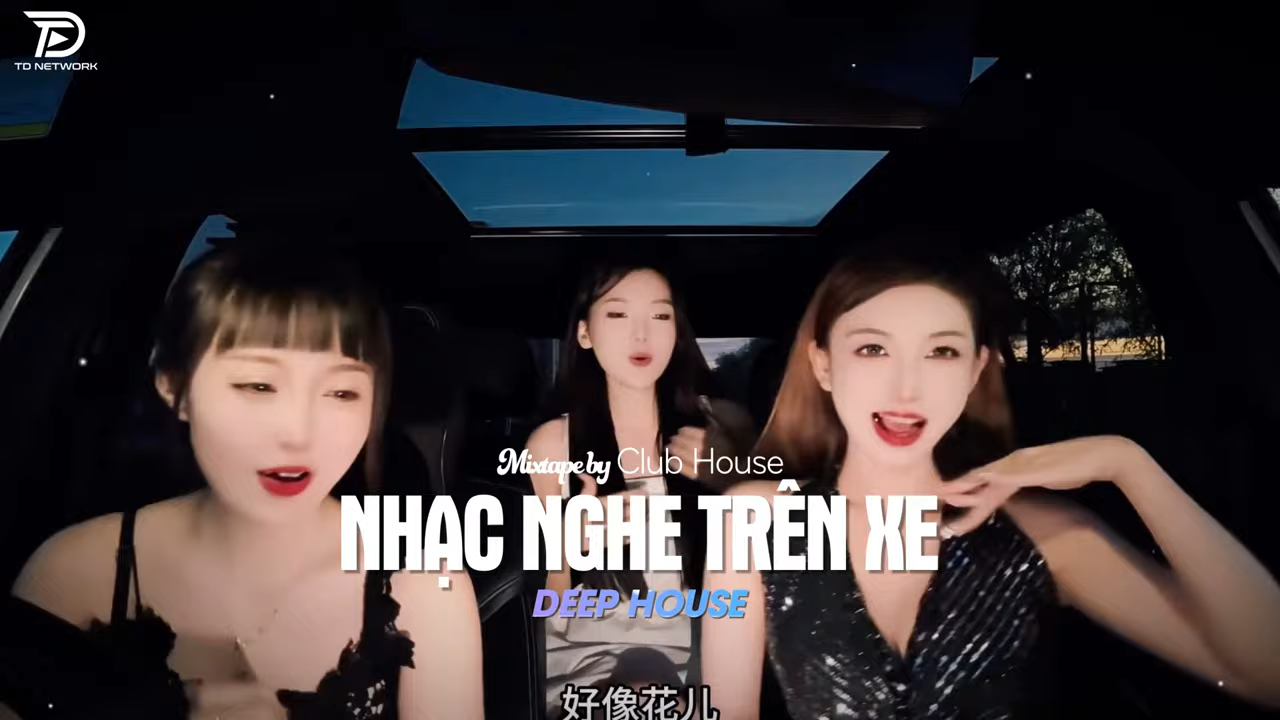 TD NETWORK
Mixtape by Club House
NHẠC NGHE TRÊN XE
DEEP HOUSE
好像花儿